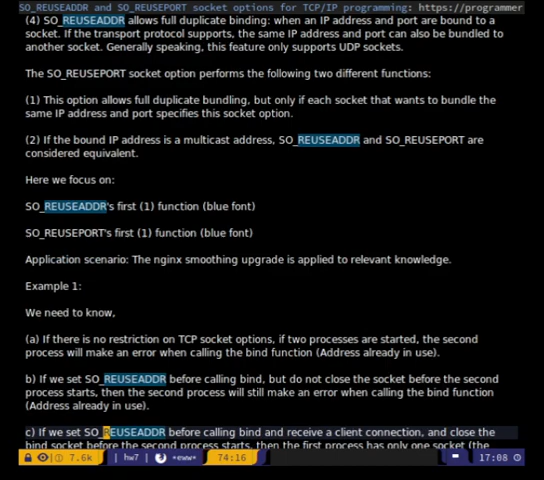 SO_REUSEADDR and SO_REUSEPORT socket options for TCP/IP programming: https://programmer
(4) SO_REUSEADDR allows full duplicate binding: when an IP address and port are bound to a
socket. If the transport protocol supports, the same IP address and port can also be bundled to
another socket. Generally speaking, this feature only supports UDP sockets.
The SO_REUSEPORT socket option performs the following two different functions:
(1) This option allows full duplicate bundling, but only if each socket that wants to bundle the
same IP address and port specifies this socket option.
(2) If the bound IP address is a multicast address, SO_REUSEADDR and SO_REUSEPORT are
considered equivalent.
Here we focus on:
SO_REUSEADDR's first (1) function (blue font)
SO_REUSEPORT's first (1) function (blue font)
Application scenario: The nginx smoothing upgrade is applied to relevant knowledge.
Example 1:
We need to know,
(a) If there is no restriction on TCP socket options, if two processes are started, the second
process will make an error when calling the bind function (Address already in use).
b) If we set SO_REUSEADDR before calling bind, but do not close the socket before the second
process starts, then the second process will still make an error when calling the bind function
(Address already in use).
c) If we set SO_REUSEADDR before calling bind and receive a client connection, and close the
bind socket before the second process starts, then the first process has only one socket (the
7.6k | hw7 | *eww* 74:16 17:08